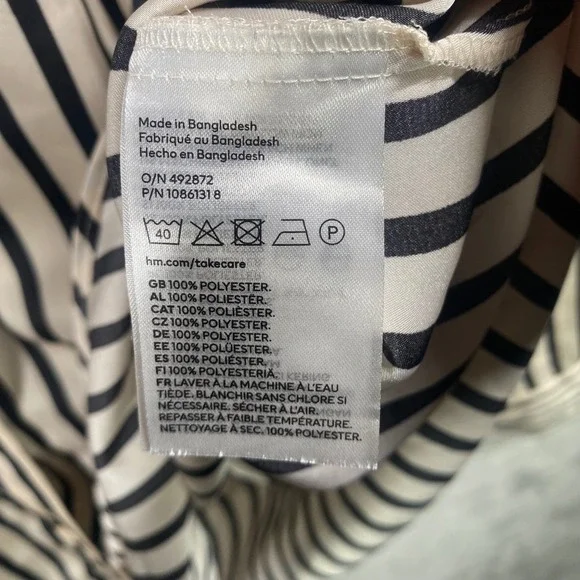 Made in Bangladesh
Fabriqué au Bangladesh
Hecho en Bangladesh
O/N 492872
P/N 1086131 8
40 P
hm.com/takecare
GB 100% POLYESTER.
AL 100% POLIESTËR.
CAT 100% POLIÈSTER.
CZ 100% POLYESTER.
DE 100% POLYESTER.
EE 100% POLÜESTER.
ES 100% POLIÉSTER.
FI 100% POLYESTERIÄ.
FR LAVER À LA MACHINE À L'EAU
TIÈDE. BLANCHIR SANS CHLORE SI
NÉCESSAIRE. SÉCHER À L'AIR.
REPASSER À FAIBLE TEMPÉRATURE.
NETTOYAGE À SEC. 100% POLYESTER.